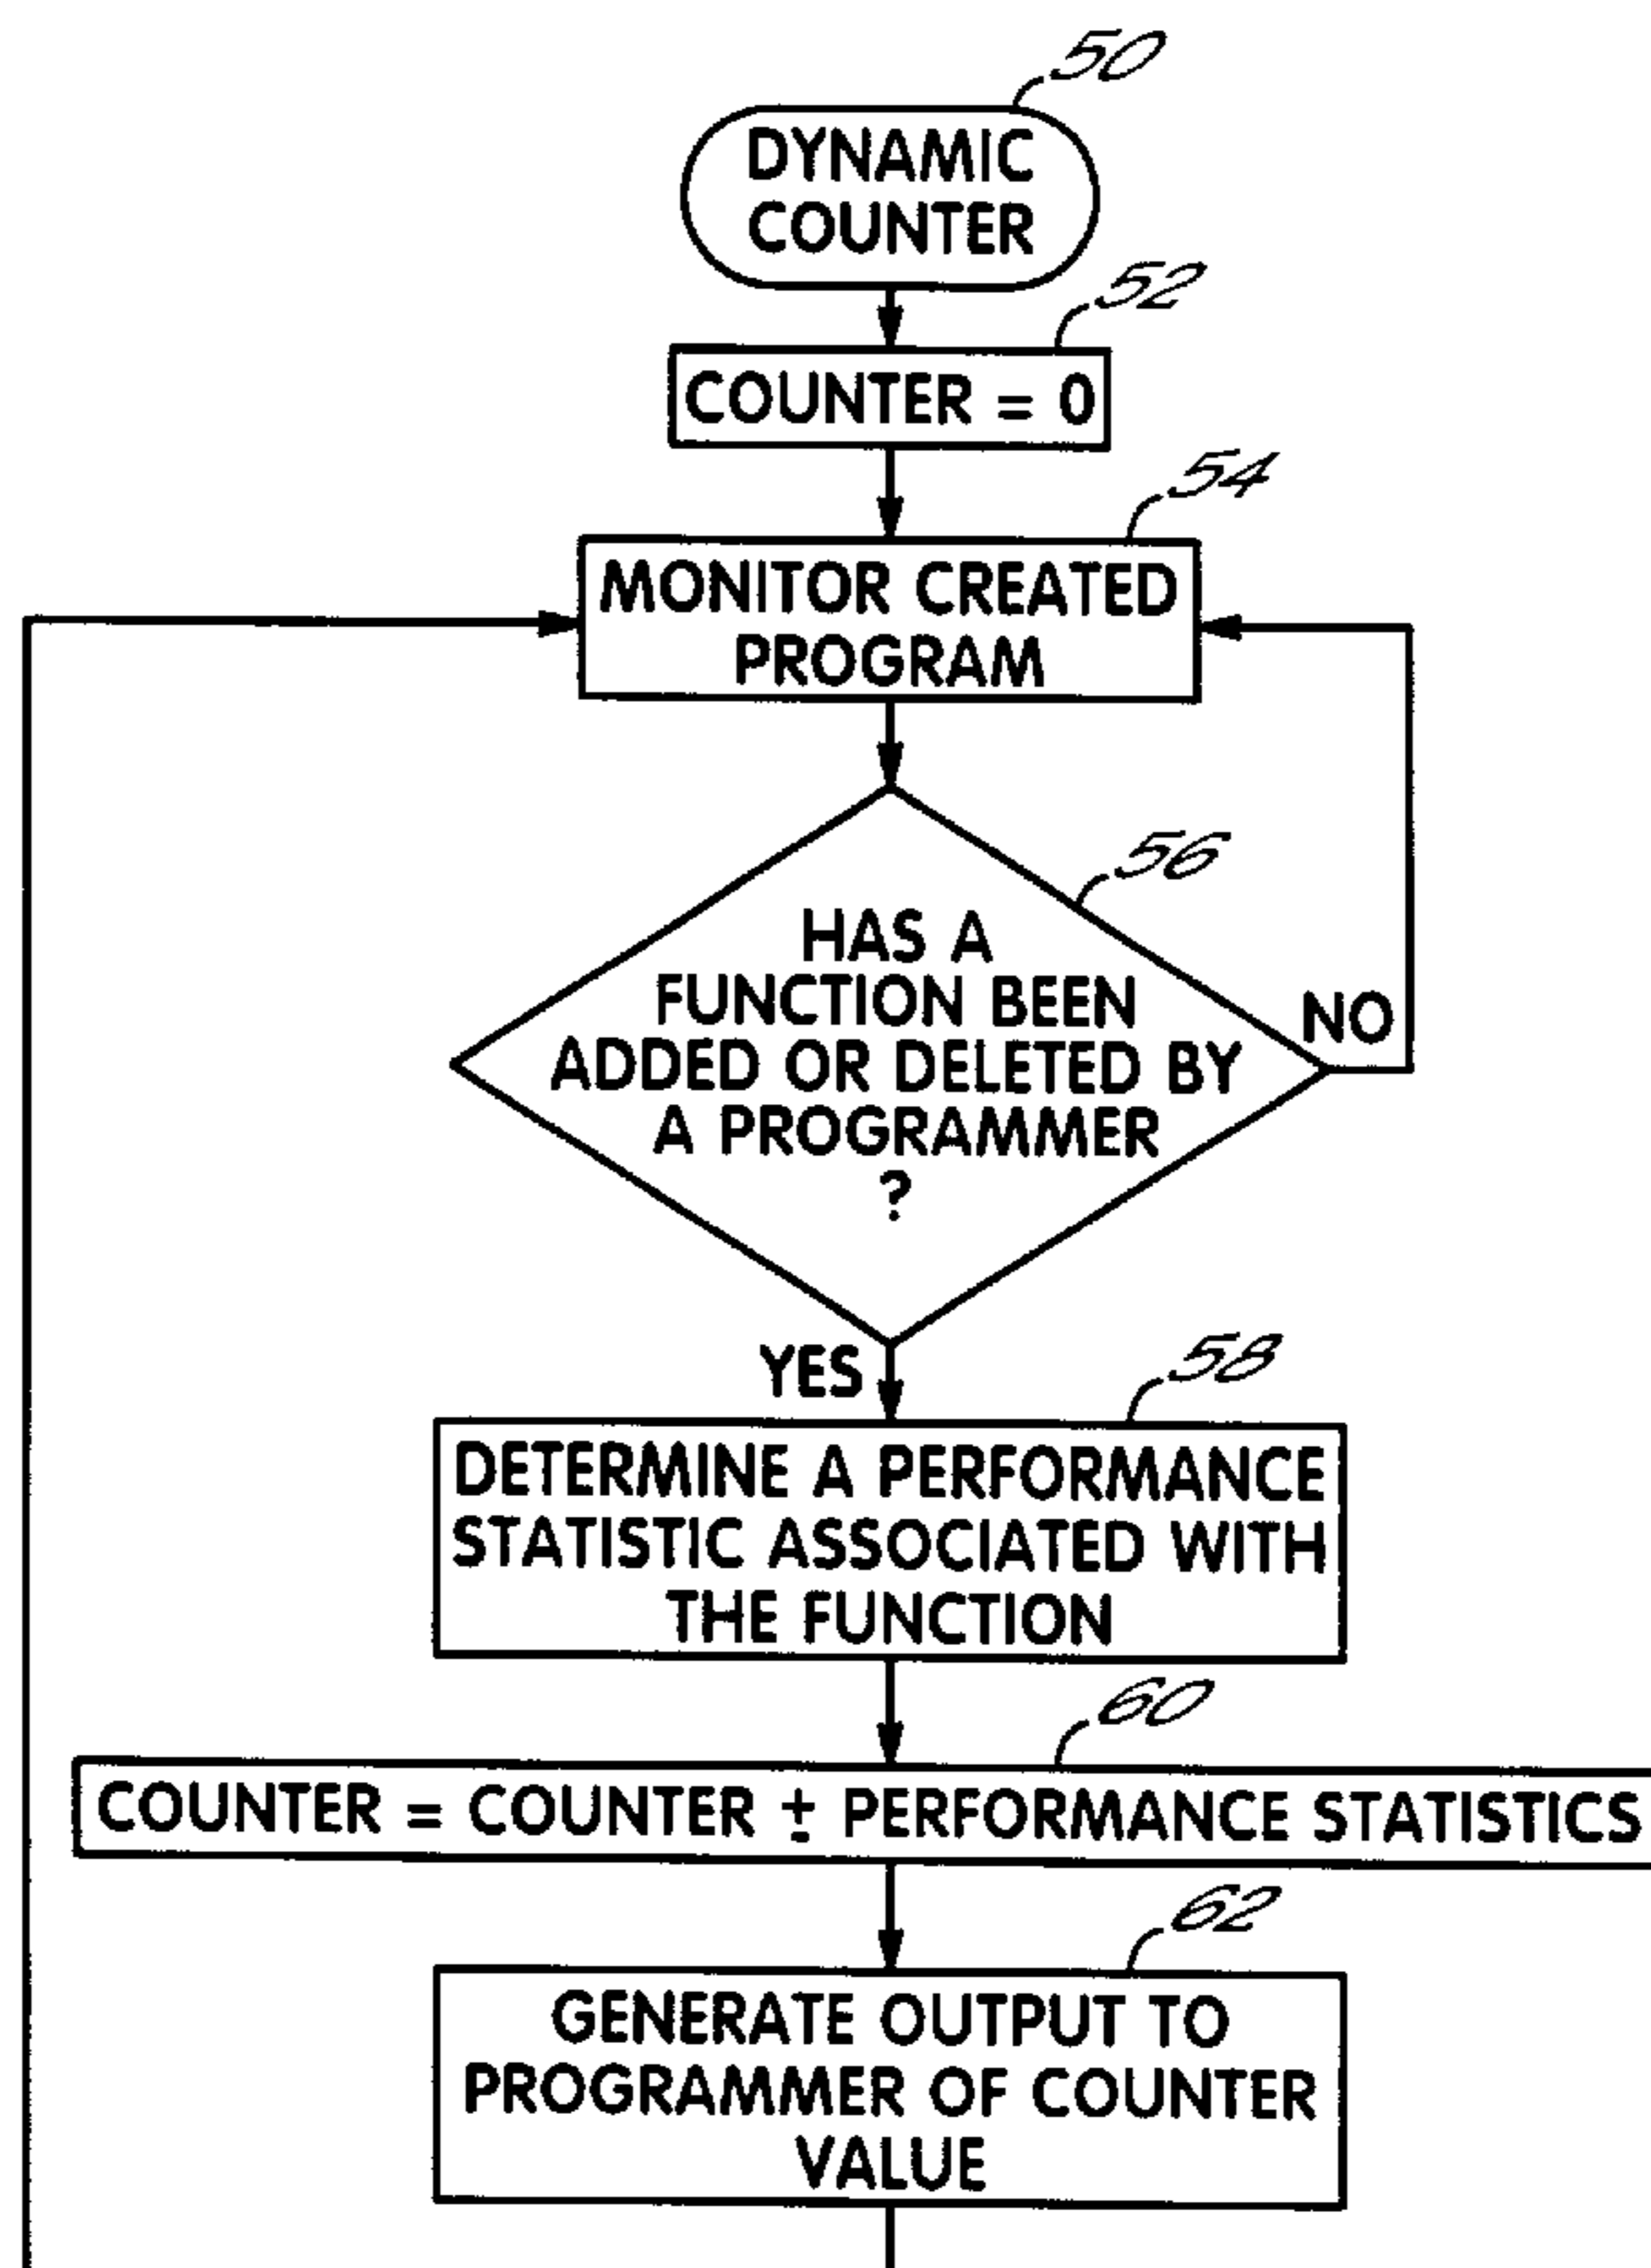 50
DYNAMIC
COUNTER
52
COUNTER = 0
54
MONITOR CREATED
PROGRAM
56
HAS A
FUNCTION BEEN
ADDED OR DELETED BY
A PROGRAMMER
?
NO
YES
58
DETERMINE A PERFORMANCE
STATISTIC ASSOCIATED WITH
THE FUNCTION
60
COUNTER = COUNTER ± PERFORMANCE STATISTICS
62
GENERATE OUTPUT TO
PROGRAMMER OF COUNTER
VALUE